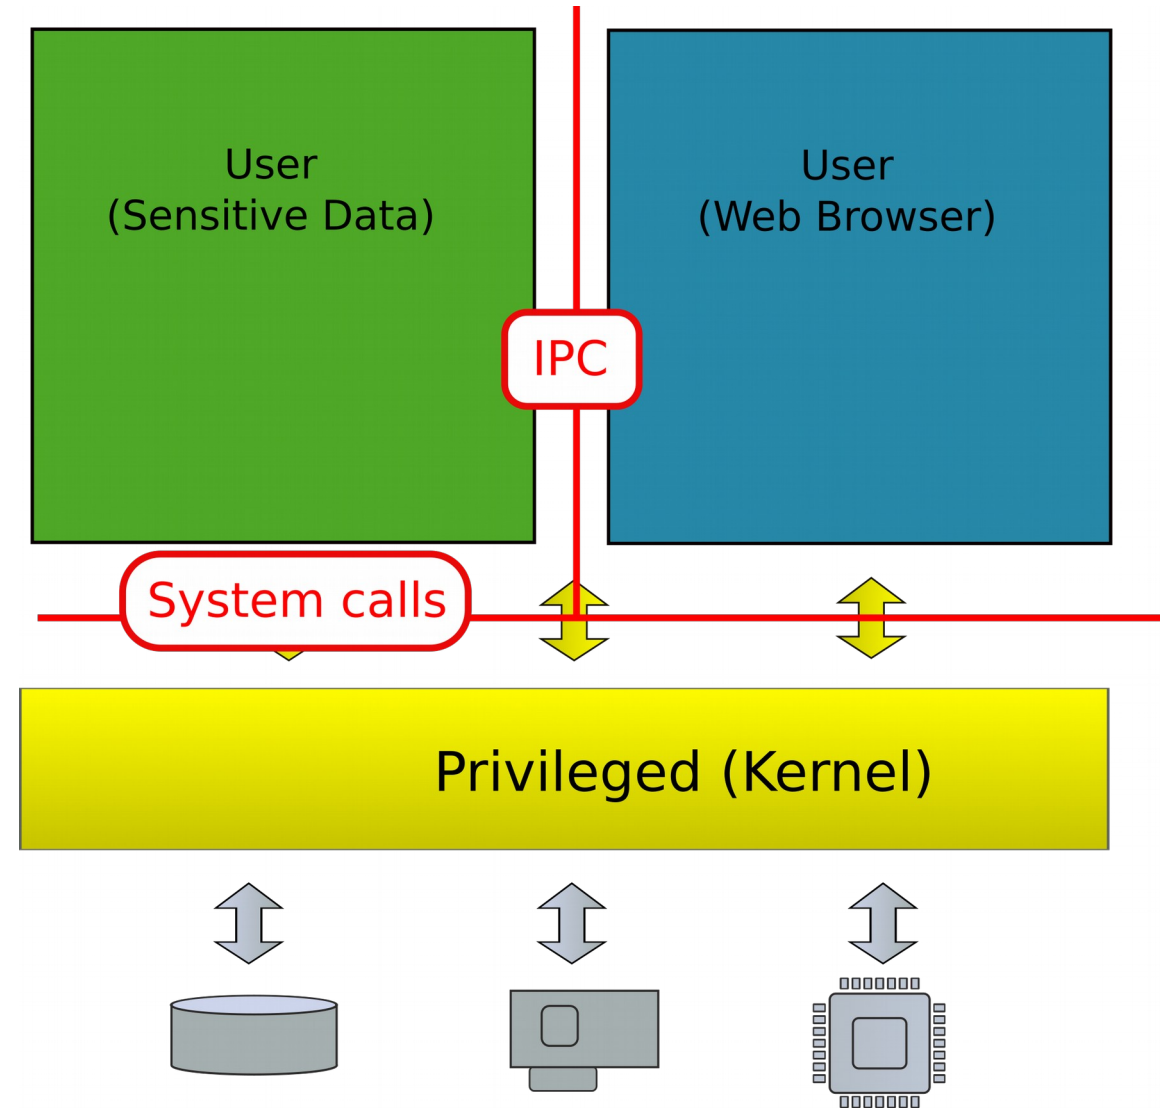 User
(Sensitive Data)
User
(Web Browser)
IPC
System calls
Privileged (Kernel)